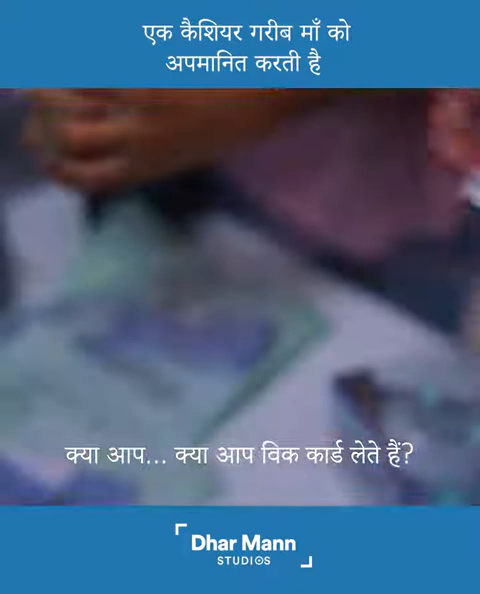 एक कैशियर गरीब माँ को
अपमानित करती है
क्या आप... क्या आप विक कार्ड लेते हैं?
Dhar Mann
STUDIOS